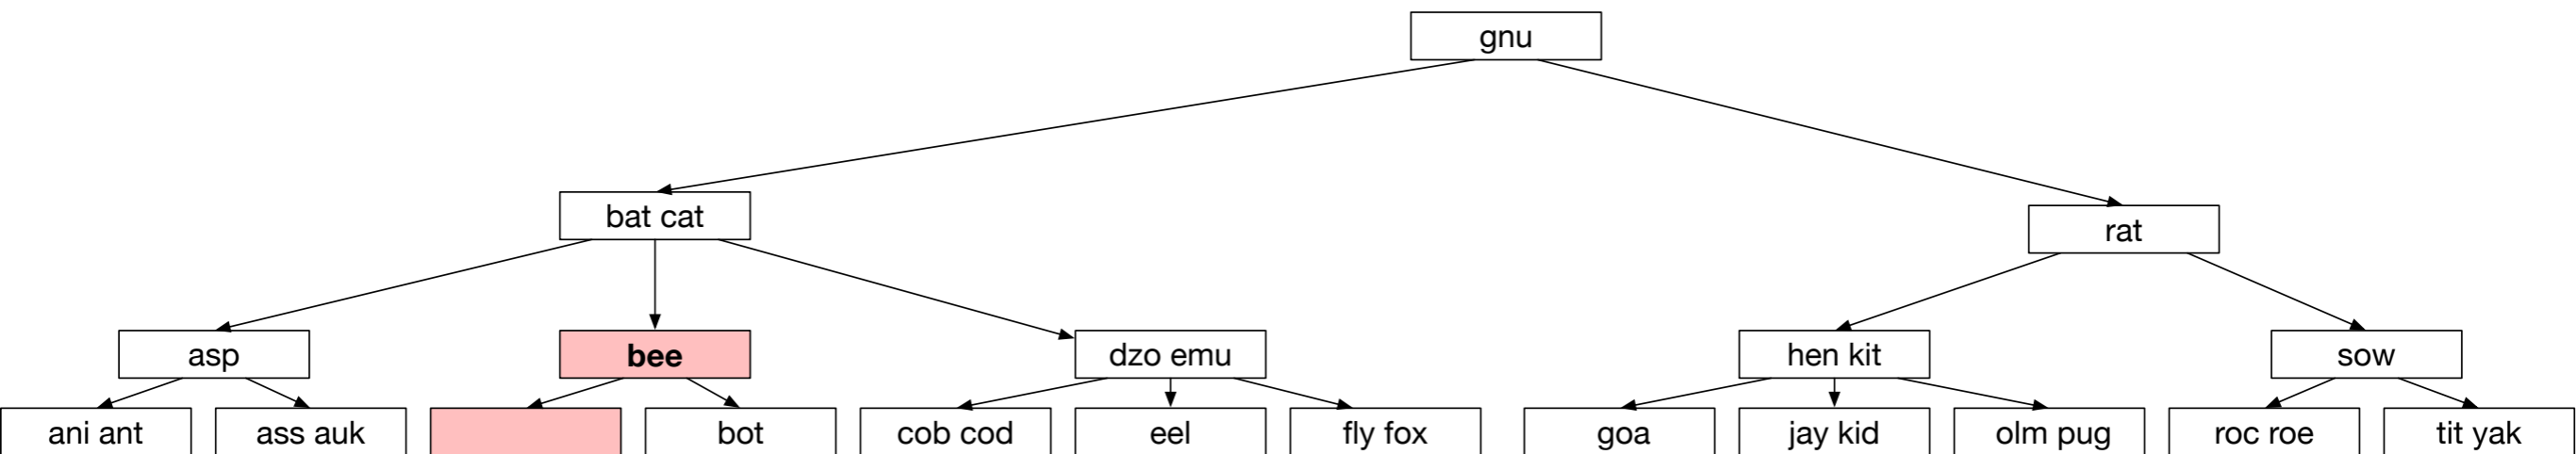 gnu
bat cat
rat
asp
bee
dzo emu
hen kit
sow
ani ant
ass auk
bot
cob cod
eel
fly fox
goa
jay kid
olm pug
roc roe
tit yak